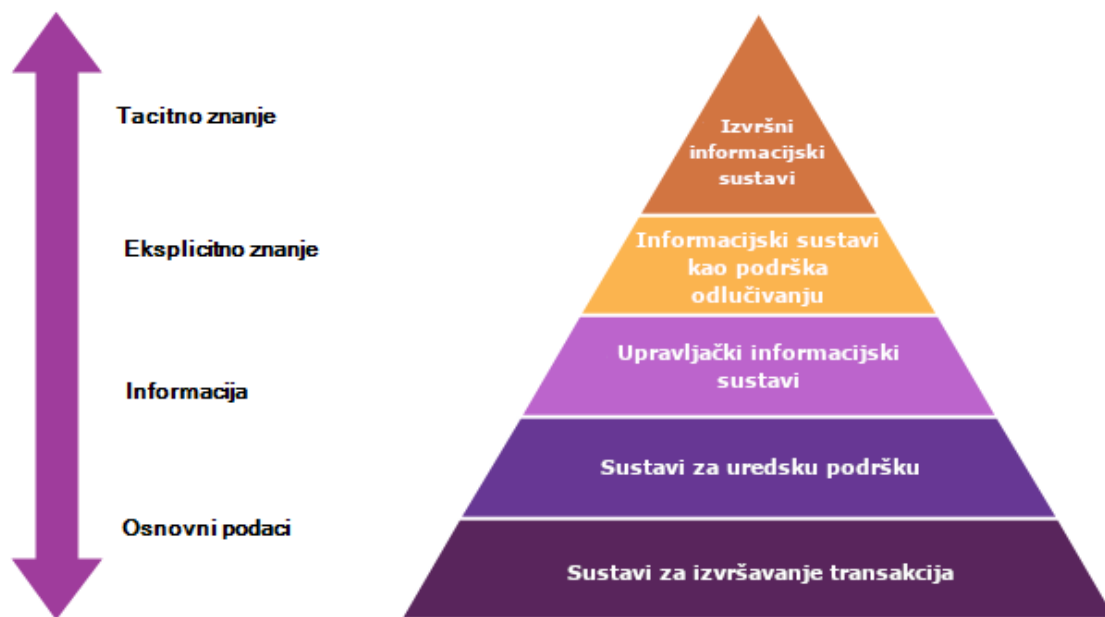 Tacitno znanje
Eksplicitno znanje
Informacija
Osnovni podaci
Izvršni
informacijski
sustavi
Informacijski sustavi
kao podrška
odlučivanju
Upravljački informacijski
sustavi
Sustavi za uredsku podršku
Sustavi za izvršavanje transakcija